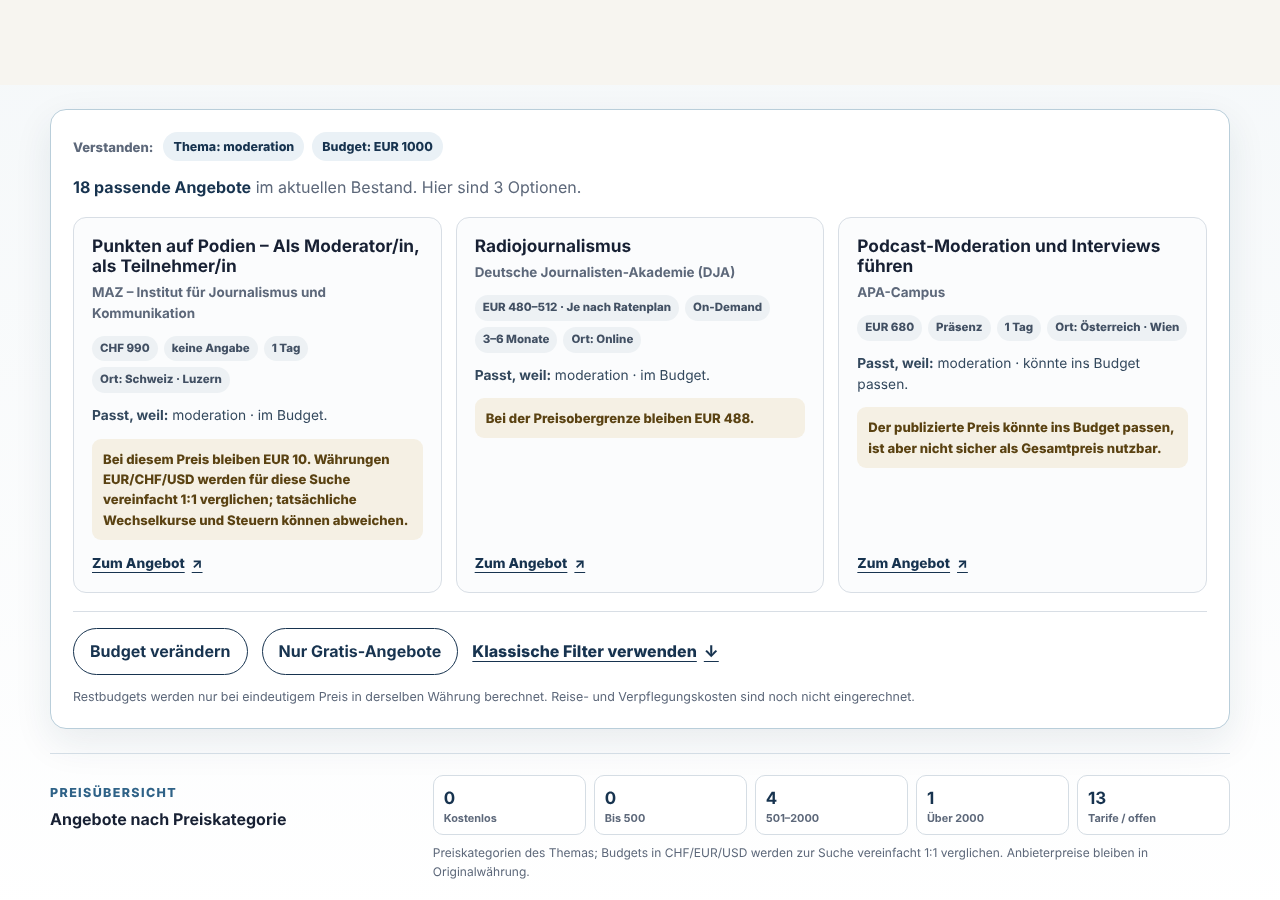 Verstanden: Thema: moderation Budget: EUR 1000
18 passende Angebote im aktuellen Bestand. Hier sind 3 Optionen.
Punkten auf Podien – Als Moderator/in,
als Teilnehmer/in
MAZ – Institut für Journalismus und
Kommunikation
CHF 990 keine Angabe 1 Tag
Ort: Schweiz · Luzern
Passt, weil: moderation · im Budget.
Bei diesem Preis bleiben EUR 10. Währungen
EUR/CHF/USD werden für diese Suche
vereinfacht 1:1 verglichen; tatsächliche
Wechselkurse und Steuern können abweichen.
Zum Angebot ↗
Radiojournalismus
Deutsche Journalisten-Akademie (DJA)
EUR 480–512 · Je nach Ratenplan On-Demand
3–6 Monate Ort: Online
Passt, weil: moderation · im Budget.
Bei der Preisobergrenze bleiben EUR 488.
Zum Angebot ↗
Podcast-Moderation und Interviews
führen
APA-Campus
EUR 680 Präsenz 1 Tag Ort: Österreich · Wien
Passt, weil: moderation · könnte ins Budget
passen.
Der publizierte Preis könnte ins Budget passen,
ist aber nicht sicher als Gesamtpreis nutzbar.
Zum Angebot ↗
Budget verändern Nur Gratis-Angebote Klassische Filter verwenden ↓
Restbudgets werden nur bei eindeutigem Preis in derselben Währung berechnet. Reise- und Verpflegungskosten sind noch nicht eingerechnet.
PREISÜBERSICHT
Angebote nach Preiskategorie
0
Kostenlos
0
Bis 500
4
501–2000
1
Über 2000
13
Tarife / offen
Preiskategorien des Themas; Budgets in CHF/EUR/USD werden zur Suche vereinfacht 1:1 verglichen. Anbieterpreise bleiben in
Originalwährung.